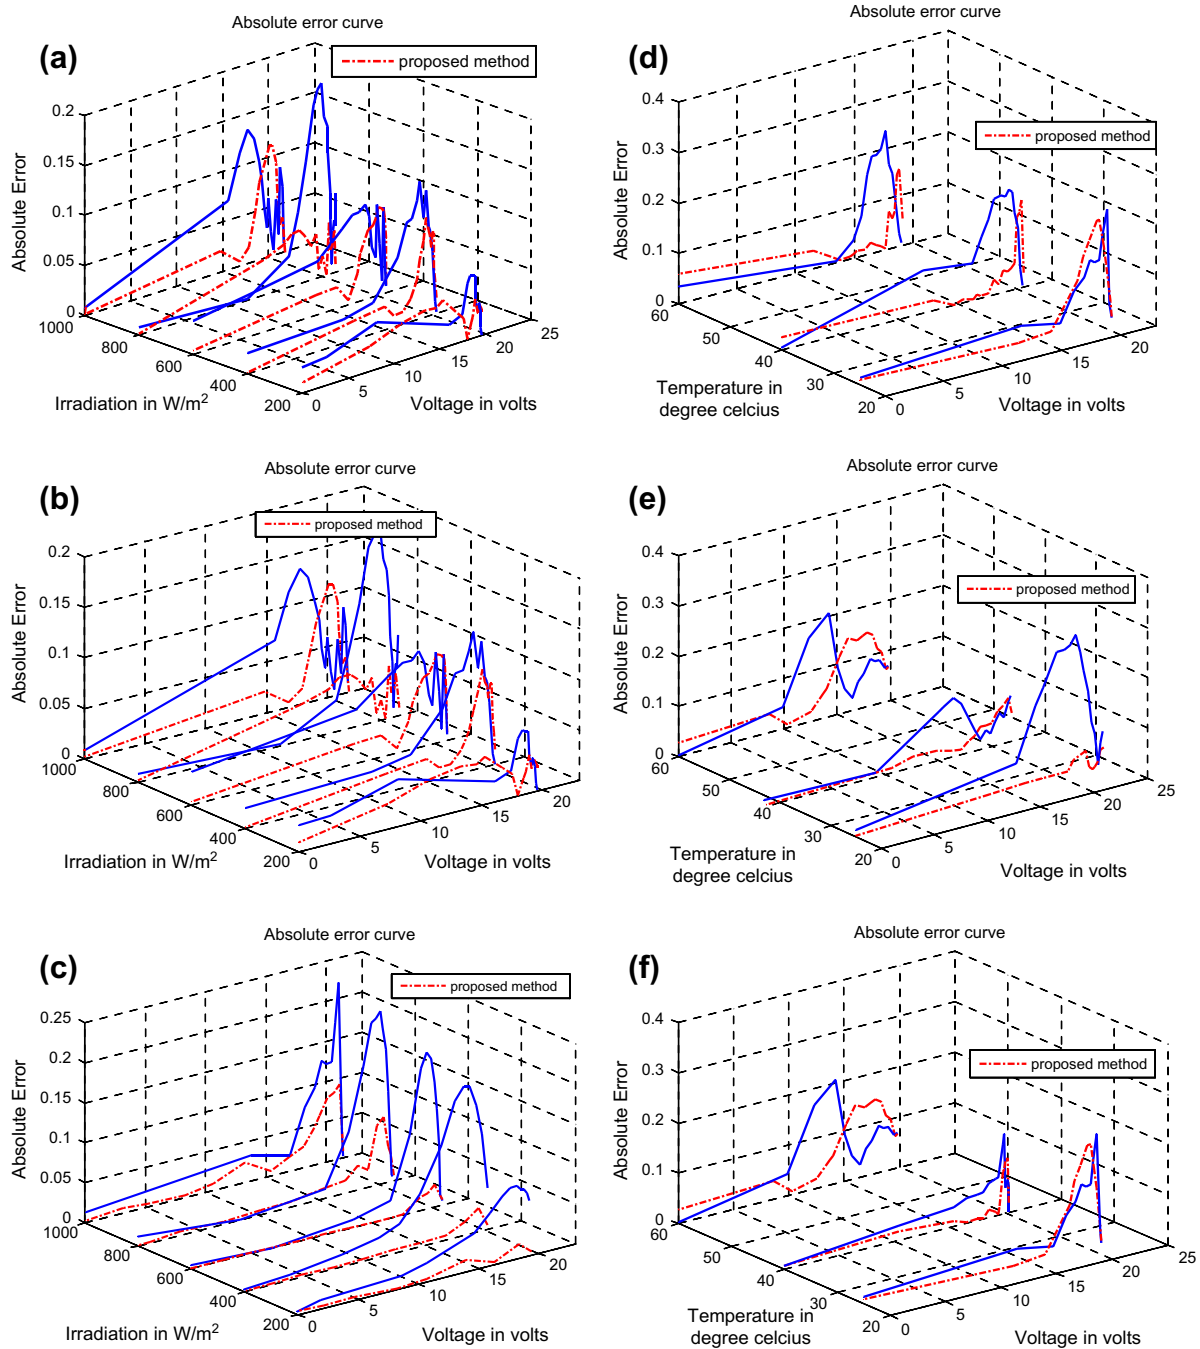 Absolute error curve
(a)
proposed method
0.2
0.15
0.1
0.05
0
Absolute Error
1000
800
600
400
200
Irradiation in W/m²
0
5
10
15
20
25
Voltage in volts
Absolute error curve
(d)
proposed method
0.4
0.3
0.2
0.1
0
Absolute Error
60
50
40
30
20
Temperature in
degree celcius
0
5
10
15
20
Voltage in volts
Absolute error curve
(b)
proposed method
0.2
0.15
0.1
0.05
0
Absolute Error
1000
800
600
400
200
Irradiation in W/m²
0
5
10
15
20
Voltage in volts
Absolute error curve
(e)
proposed method
0.4
0.3
0.2
0.1
0
Absolute Error
60
50
40
30
20
Temperature in
degree celcius
0
5
10
15
20
25
Voltage in volts
Absolute error curve
(c)
proposed method
0.25
0.2
0.15
0.1
0.05
0
Absolute Error
1000
800
600
400
200
Irradiation in W/m²
0
5
10
15
20
Voltage in volts
Absolute error curve
(f)
proposed method
0.4
0.3
0.2
0.1
0
Absolute Error
60
50
40
30
20
Temperature in
degree celcius
0
5
10
15
20
25
Voltage in volts